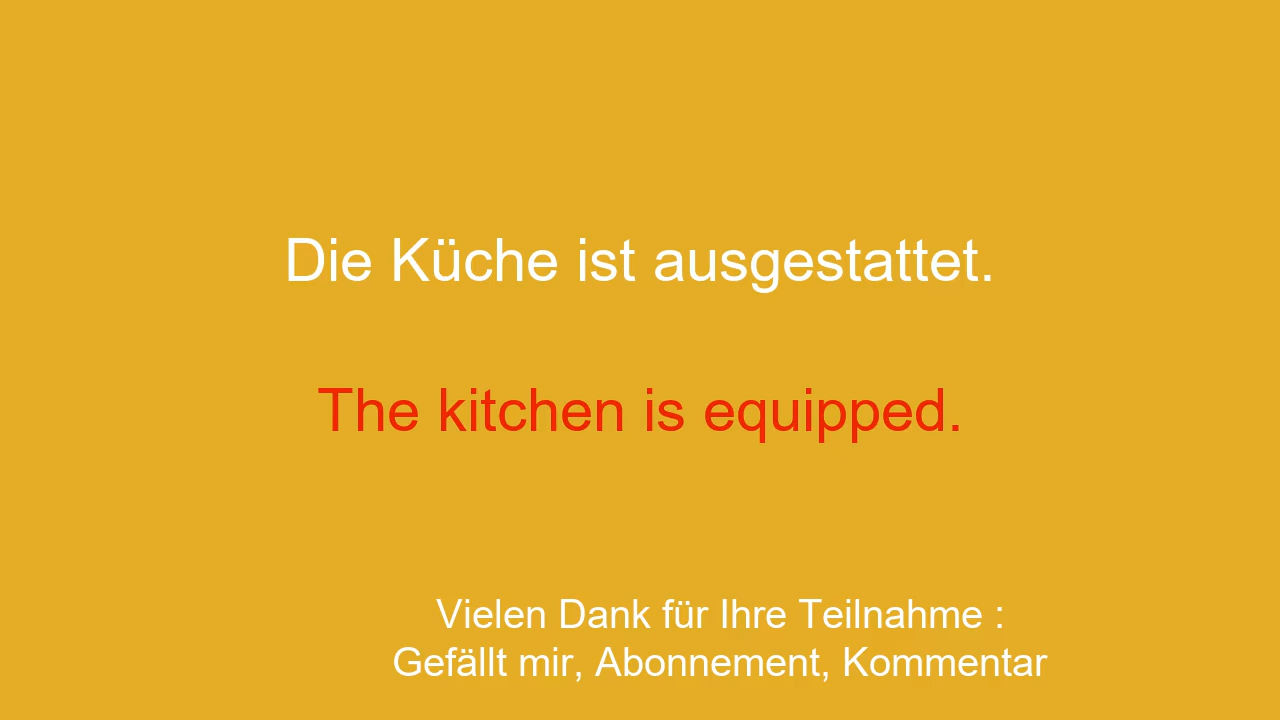 Die Küche ist ausgestattet.
The kitchen is equipped.
Vielen Dank für Ihre Teilnahme :
Gefällt mir, Abonnement, Kommentar